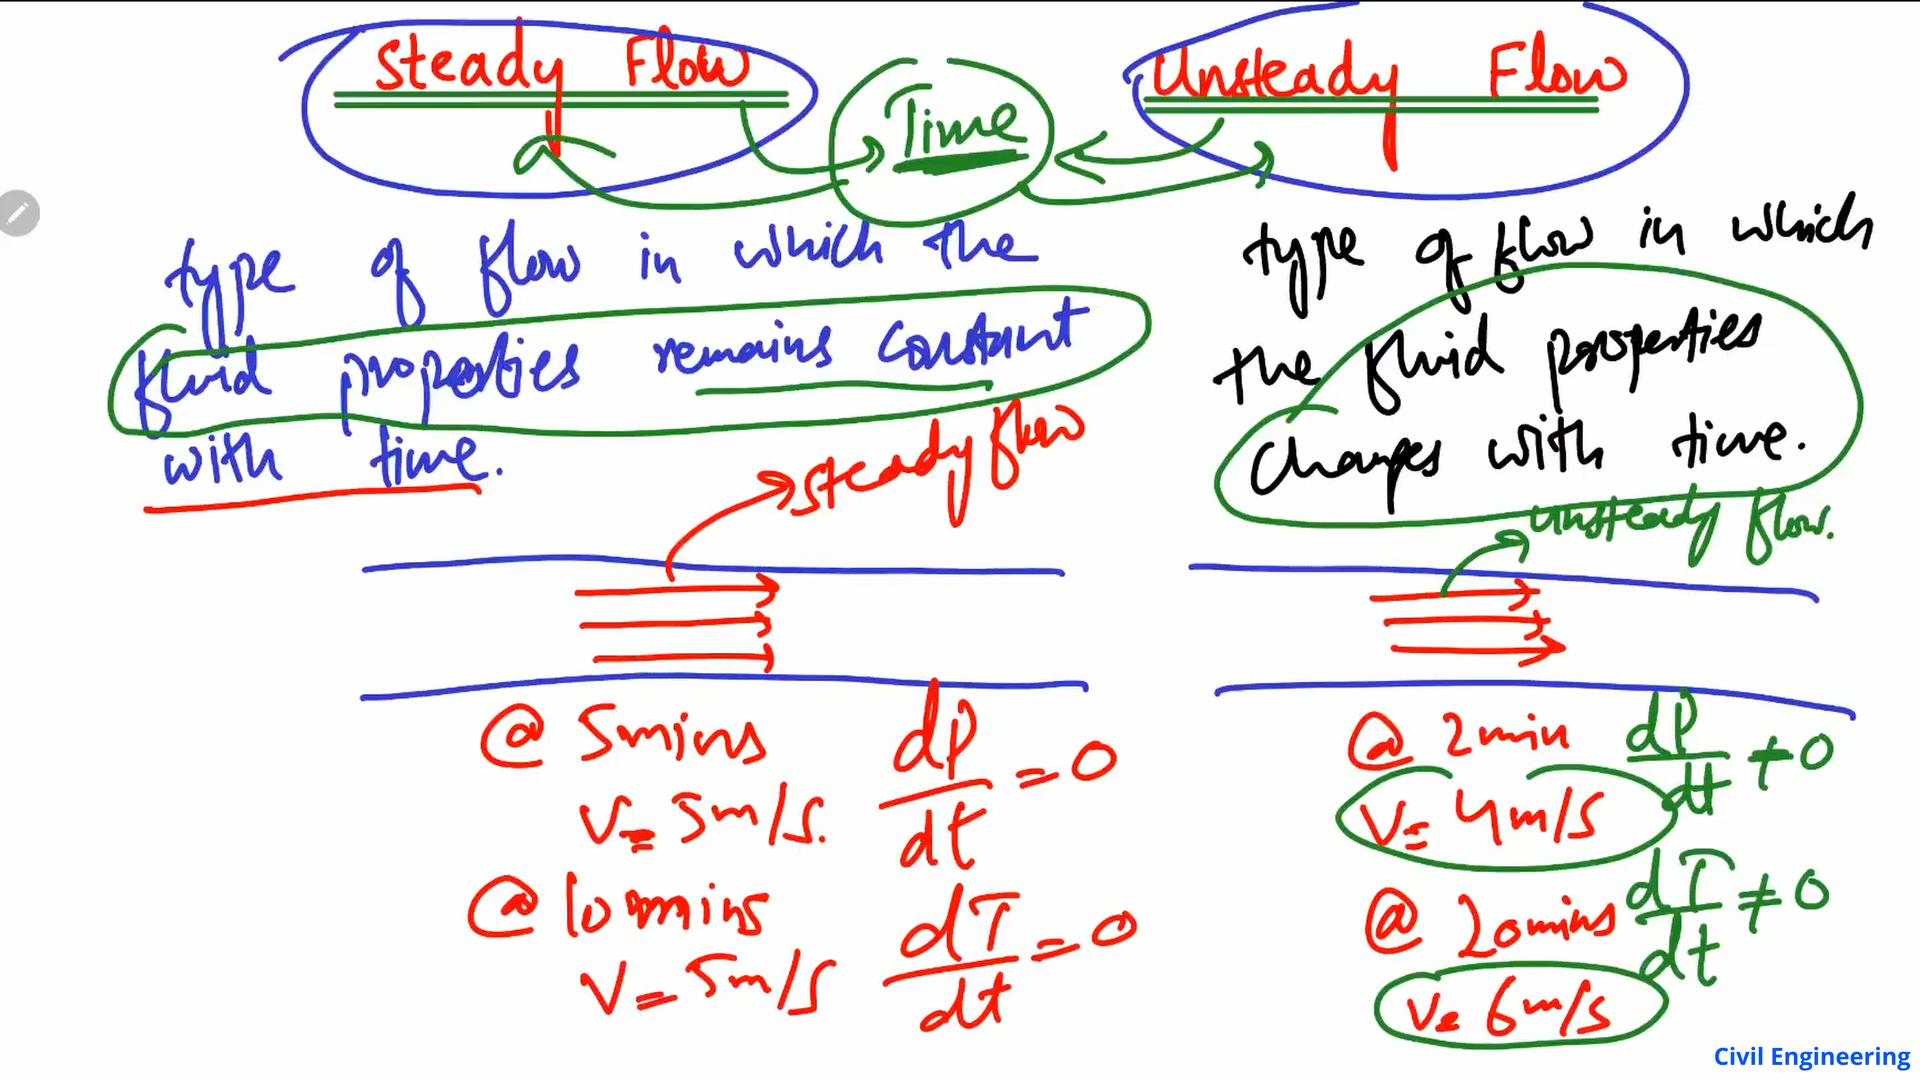 Steady Flow
Time
Unsteady Flow
type of flow in which the
fluid properties remains constant
with time.
steady flow
@ 5mins
V = 5m/s.
dP/dt = 0
@ 10mins
V = 5m/s
dT/dt = 0
type of flow in which
the fluid properties
changes with time.
unsteady flow.
@ 2min
V = 4m/s
dP/dt ≠ 0
@ 20mins
V = 6m/s
dT/dt ≠ 0
Civil Engineering